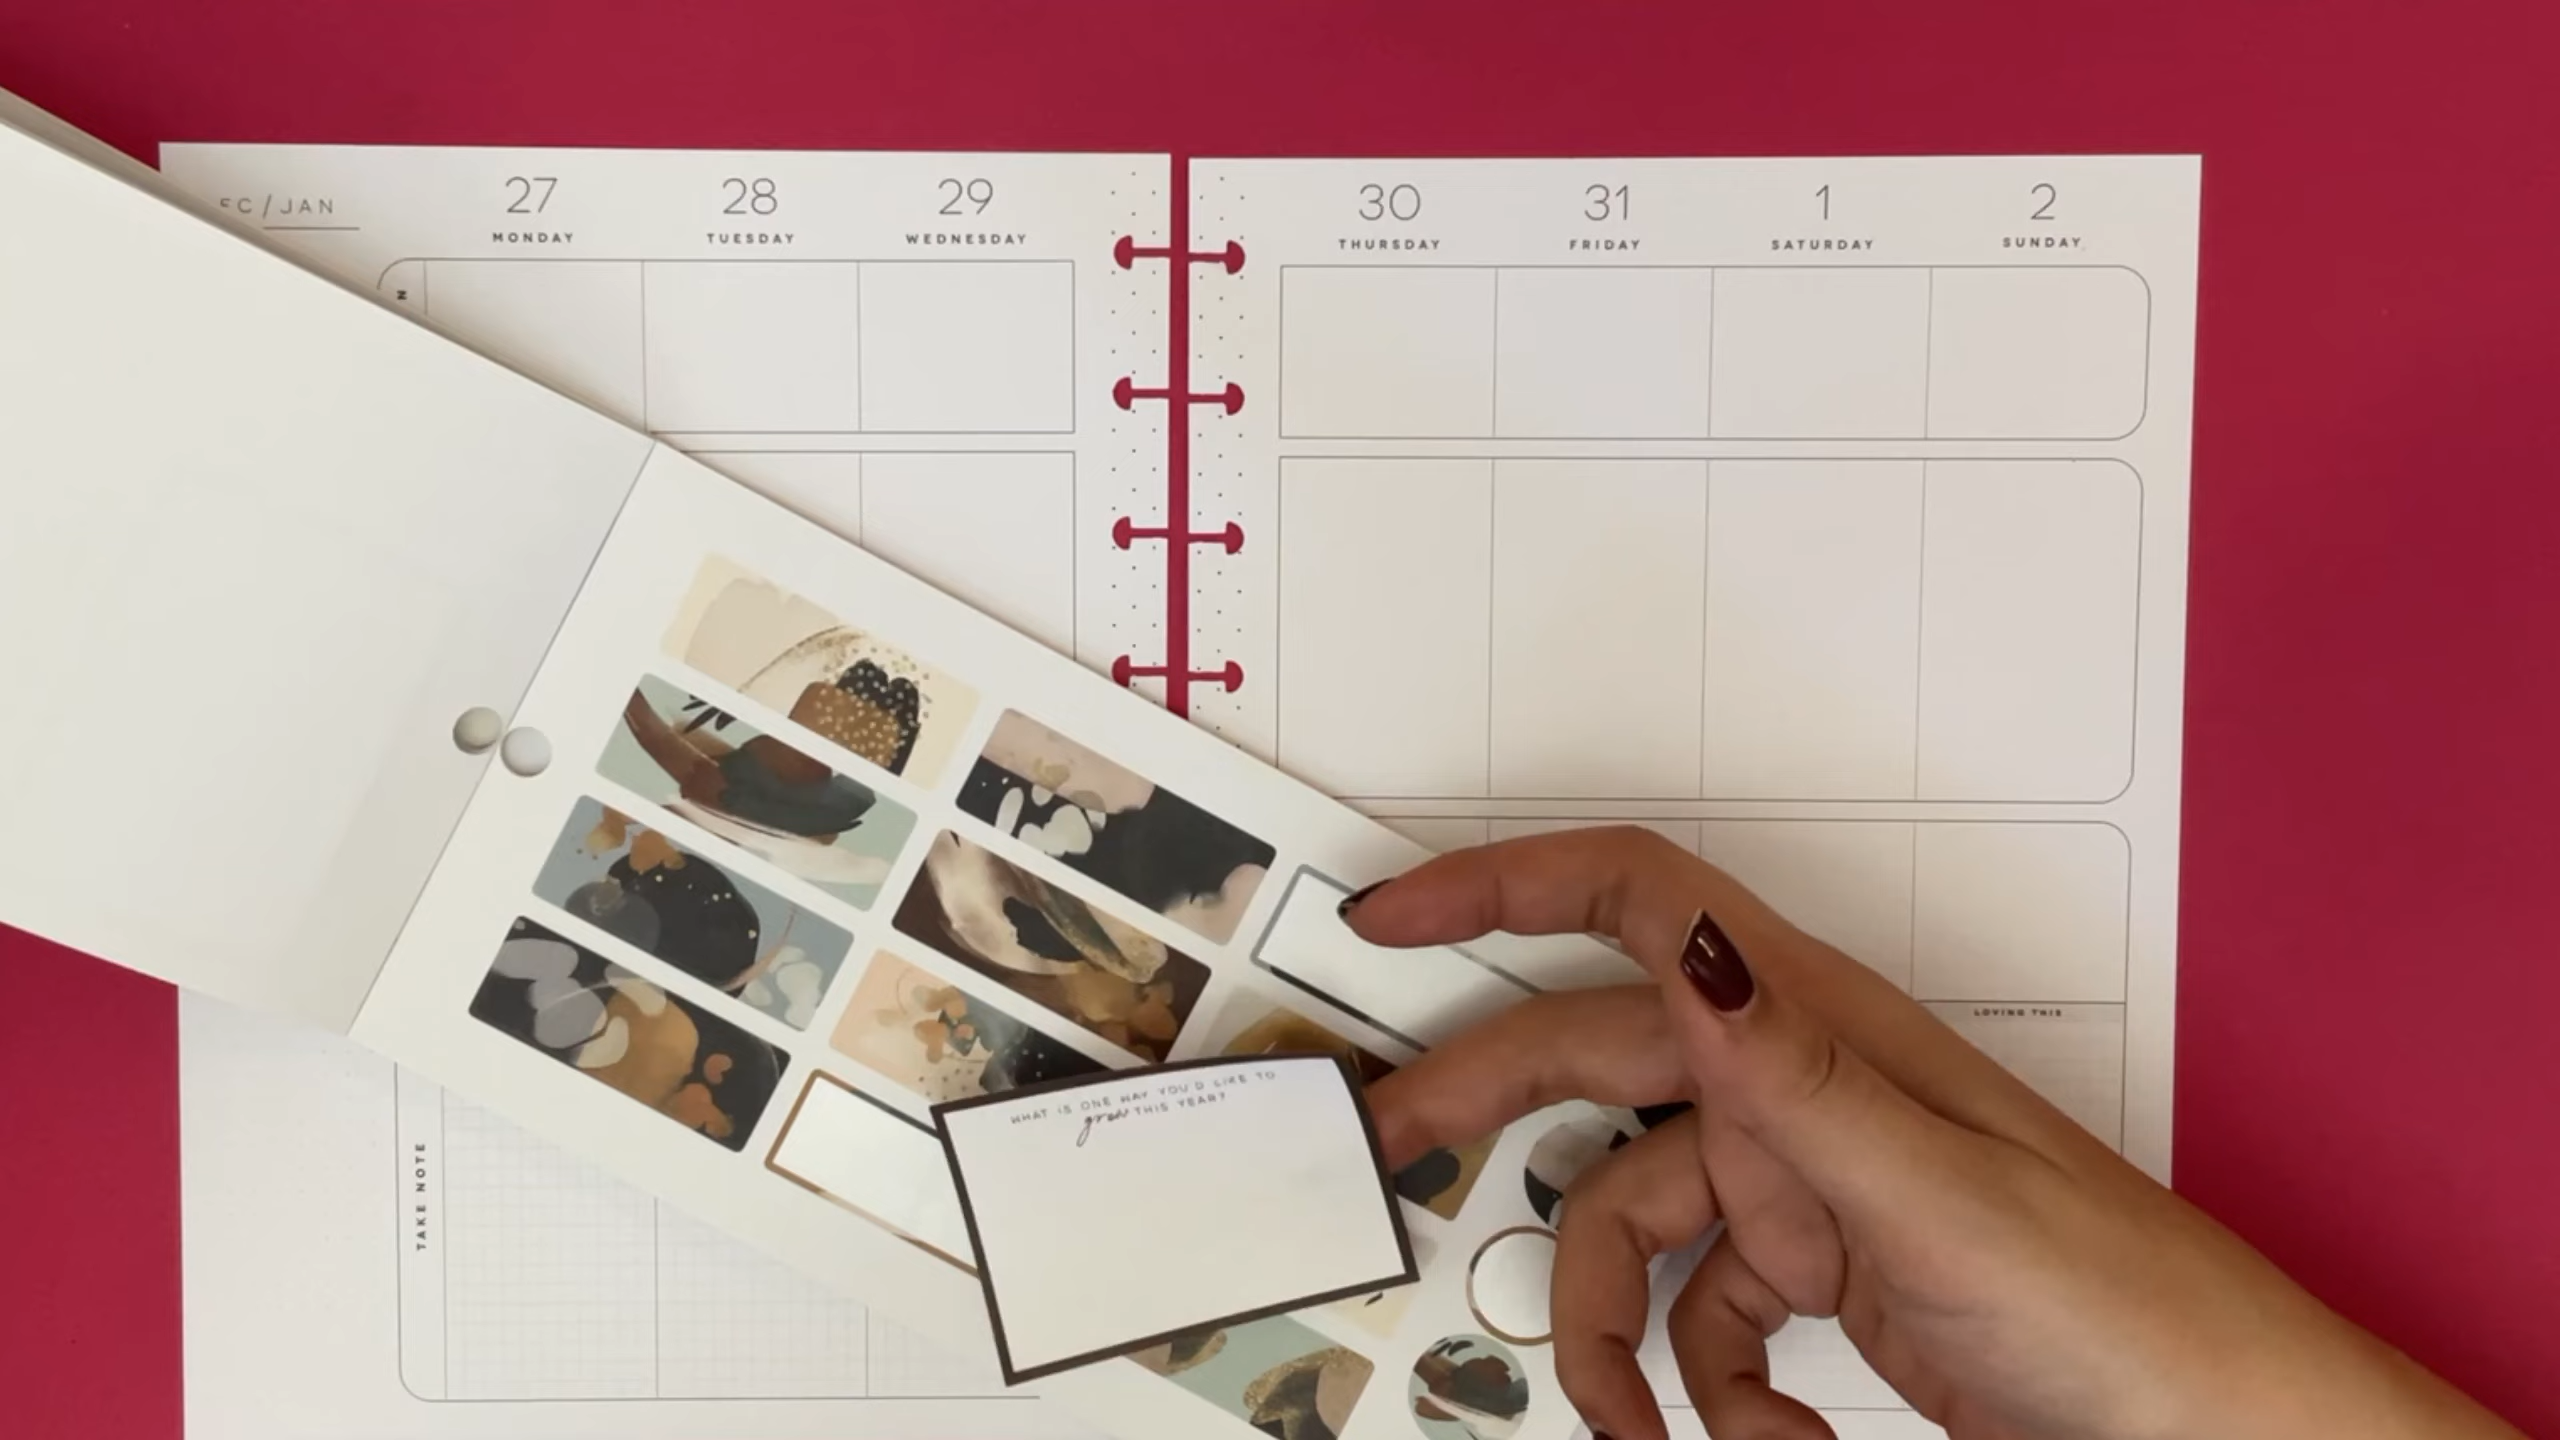 EC/JAN
27 28 29 30 31 1 2
MONDAY TUESDAY WEDNESDAY THURSDAY FRIDAY SATURDAY SUNDAY
N
LOVING THIS
WHAT IS ONE WAY YOU'D LIKE TO
grow THIS YEAR?
TAKE NOTE